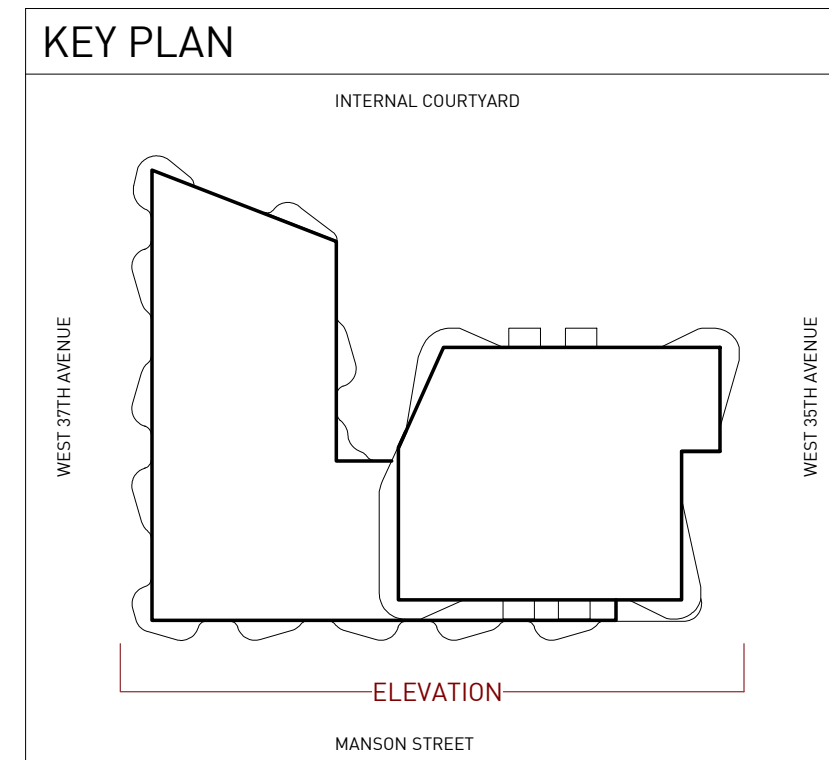 KEY PLAN
INTERNAL COURTYARD
WEST 37TH AVENUE
WEST 35TH AVENUE
ELEVATION
MANSON STREET